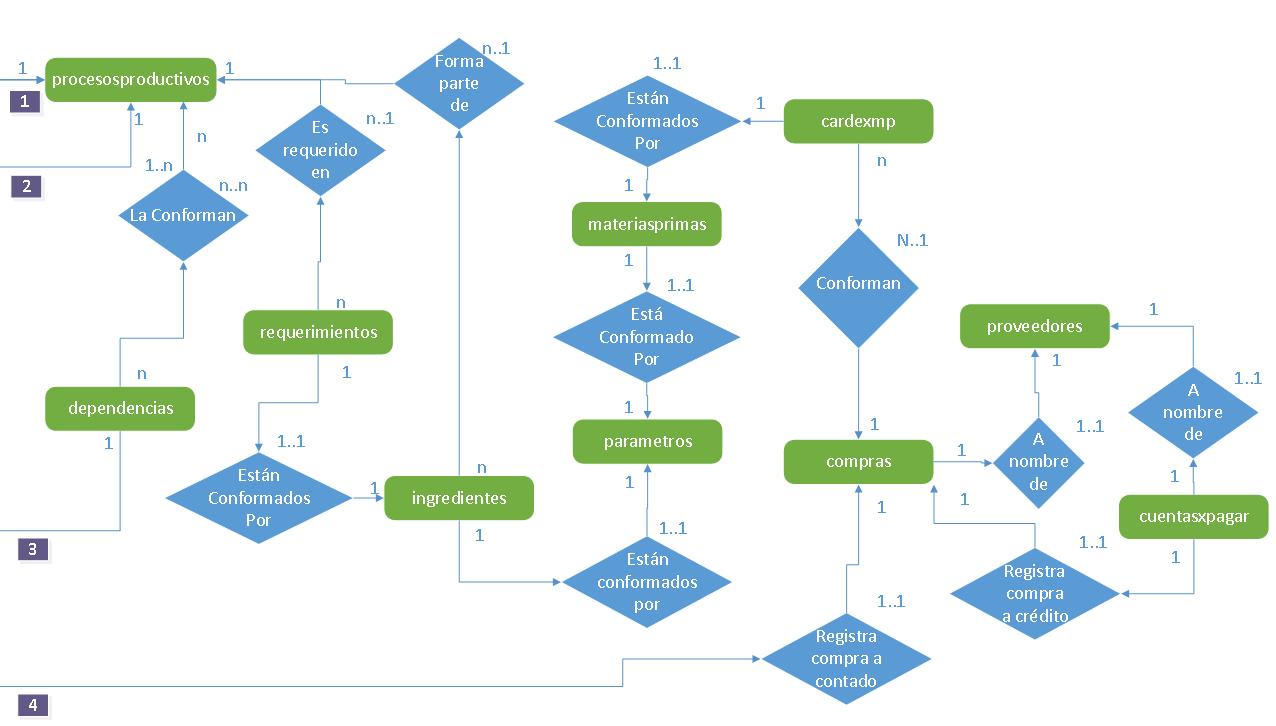 1
procesosproductivos
1
1
1
2
n
1..n
n..n
La Conforman
n
dependencias
1
3
Es
requerido
en
n..1
n
requerimientos
1
1..1
Están
Conformados
Por
1
Forma
parte
de
n..1
n
ingredientes
1
1..1
Están
Conformados
Por
1
1
materiasprimas
1
1..1
Está
Conformado
Por
1
parametros
1
1..1
Están
conformados
por
cardexmp
n
N..1
Conforman
1
compras
1
1
1
1..1
Registra
compra a
contado
4
proveedores
1
1
A
nombre
de
1..1
A
nombre
de
1..1
1
cuentasxpagar
1
1..1
Registra
compra
a crédito